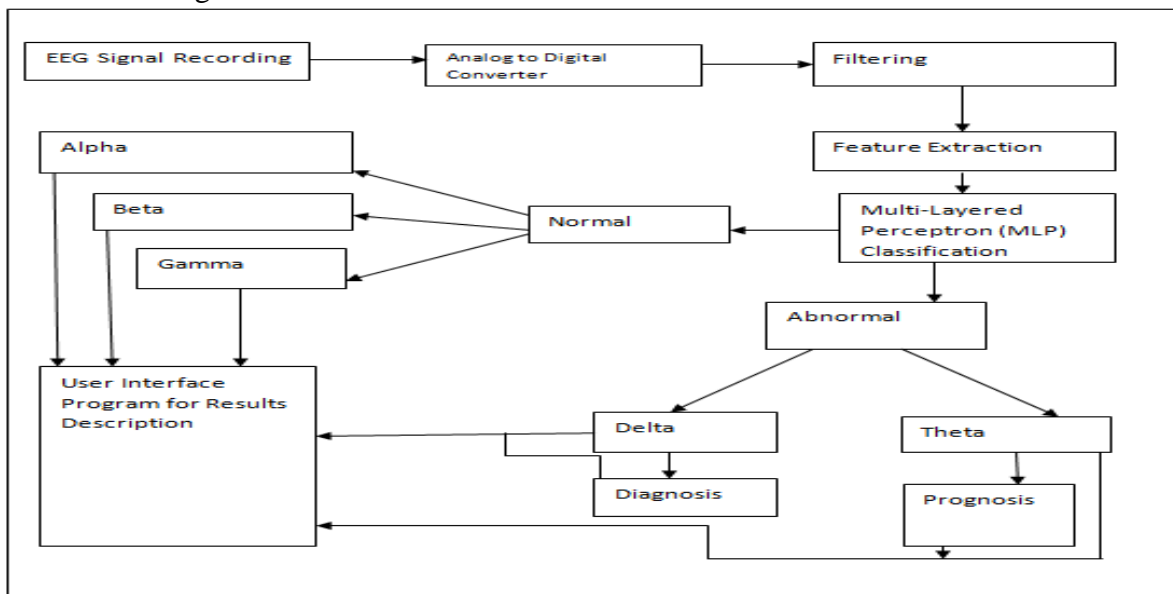 EEG Signal Recording
Analog to Digital
Converter
Filtering
Alpha
Feature Extraction
Beta
Normal
Multi-Layered
Perceptron (MLP)
Classification
Gamma
Abnormal
User Interface
Program for Results
Description
Delta
Theta
Diagnosis
Prognosis